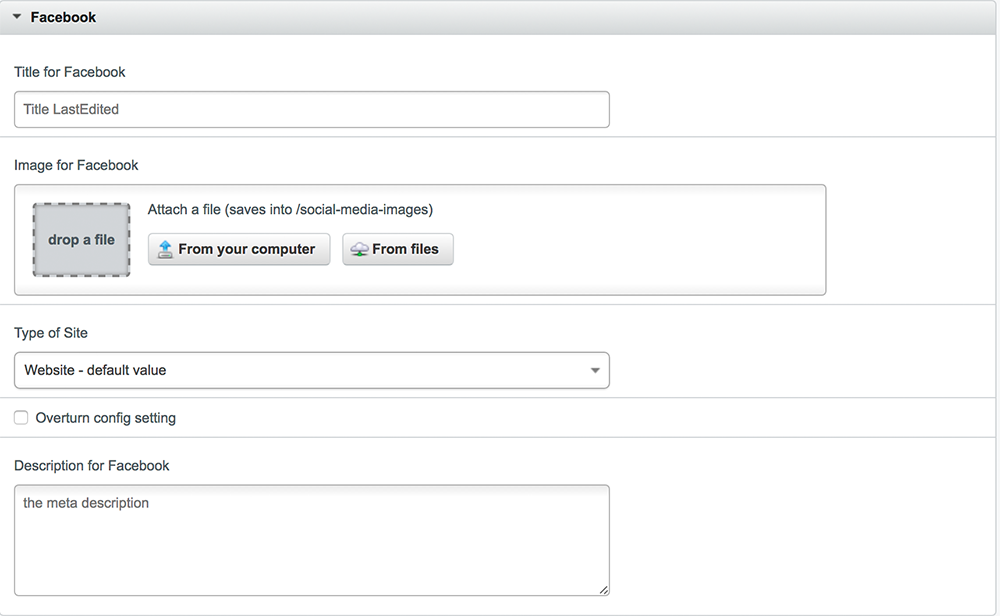 Facebook
Title for Facebook
Title LastEdited
Image for Facebook
drop a file
Attach a file (saves into /social-media-images)
From your computer
From files
Type of Site
Website - default value
Overturn config setting
Description for Facebook
the meta description